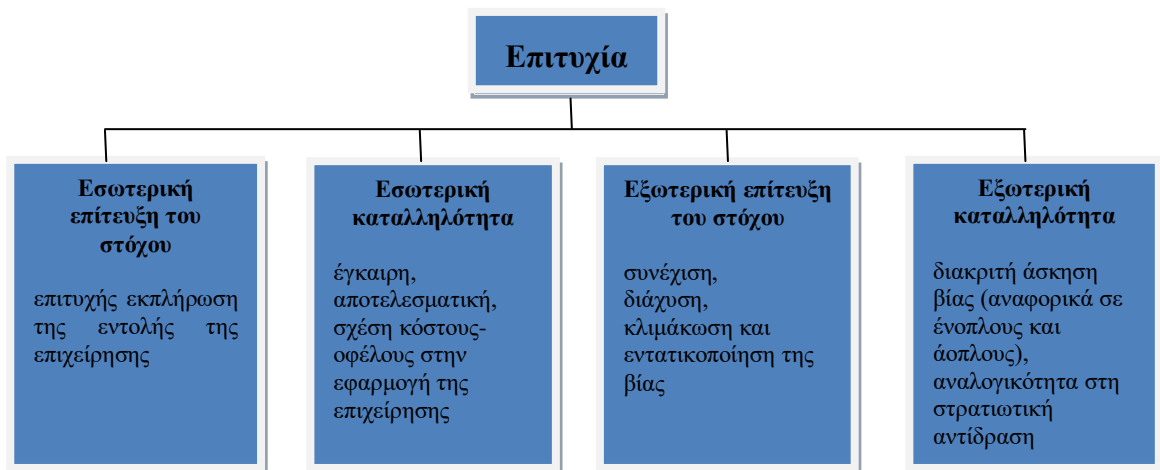 Επιτυχία
Εσωτερική
επίτευξη του
στόχου
επιτυχής εκπλήρωση
της εντολής της
επιχείρησης
Εσωτερική
καταλληλότητα
έγκαιρη,
αποτελεσματική,
σχέση κόστους-
οφέλους στην
εφαρμογή της
επιχείρησης
Εξωτερική επίτευξη
του στόχου
συνέχιση,
διάχυση,
κλιμάκωση και
εντατικοποίηση της
βίας
Εξωτερική
καταλληλότητα
διακριτή άσκηση
βίας (αναφορικά σε
ένοπλους και
άοπλους),
αναλογικότητα στη
στρατιωτική
αντίδραση